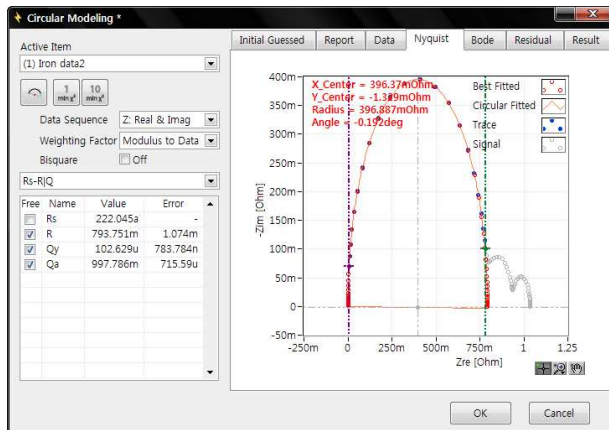 Circular Modeling *
Active Item
(1) Iron data2
1
min χ²
10
min χ²
Data Sequence Z: Real & Imag
Weighting Factor Modulus to Data
Bisquare Off
Rs-R|Q
Free Name Value Error
Rs 222.045a -
R 793.751m 1.074m
Qy 102.629u 783.784n
Qa 997.786m 715.59u
Initial Guessed Report Data Nyquist Bode Residual Result
X_Center = 396.37mOhm
Y_Center = -1.329mOhm
Radius = 396.887mOhm
Angle = -0.192deg
Best Fitted
Circular Fitted
Trace
Signal
-Zim [Ohm]
400m
350m
300m
250m
200m
150m
100m
50m
0
-50m
-250m 0 250m 500m 750m 1 1.25
Zre [Ohm]
OK Cancel